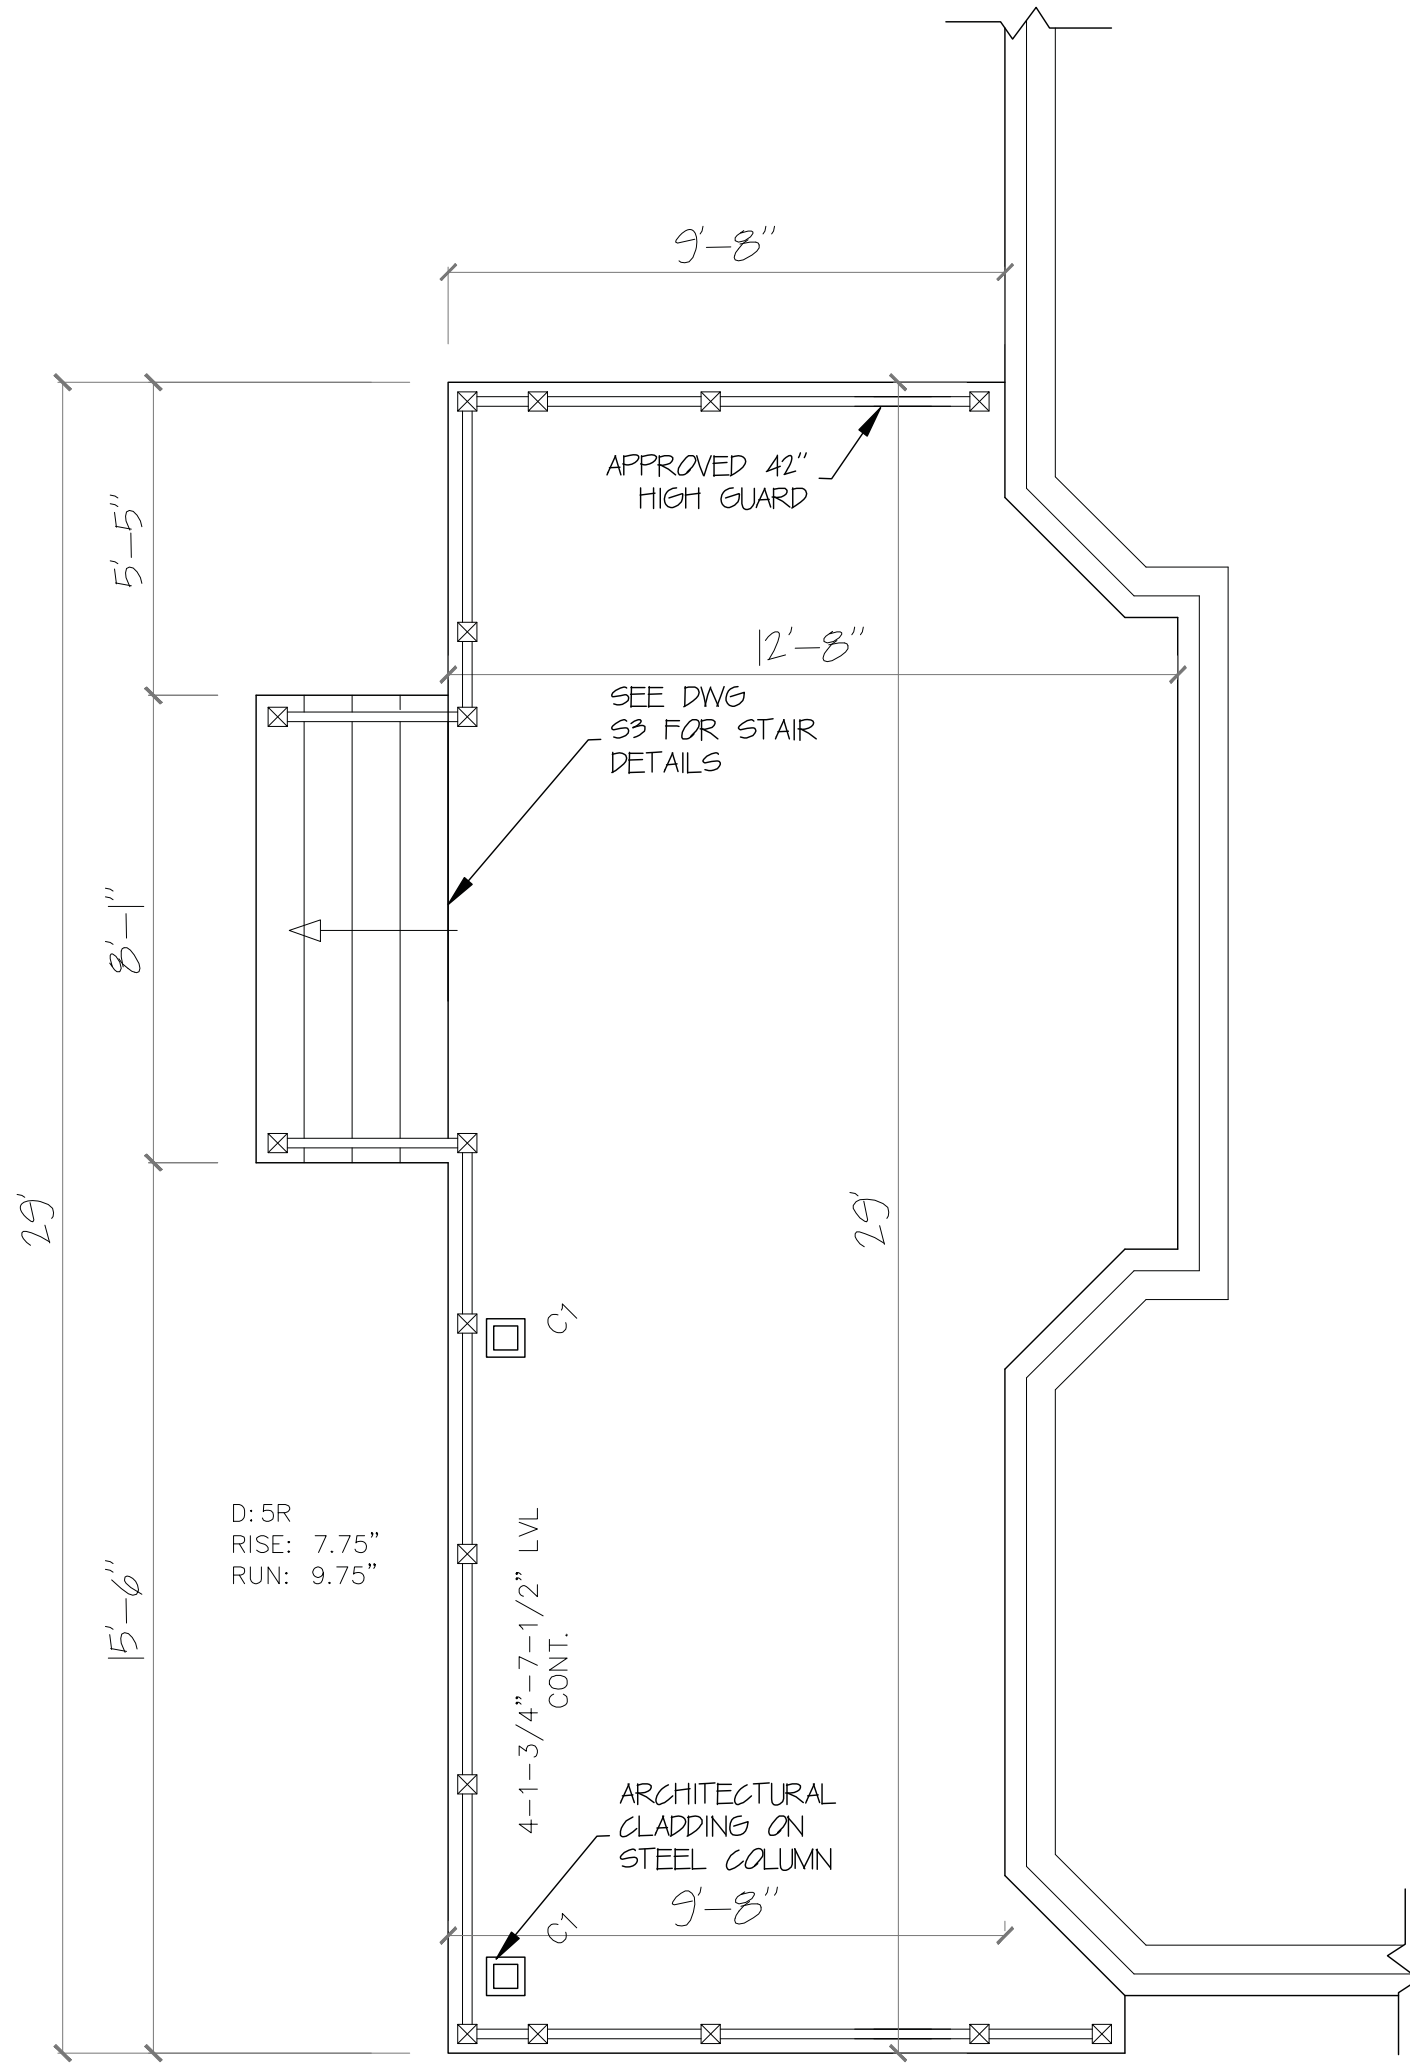 9'-8"
APPROVED 42"
HIGH GUARD
5'-5"
12'-8"
SEE DWG
S3 FOR STAIR
DETAILS
8'-1"
29'
29'
C1
D:5R
RISE: 7.75"
RUN: 9.75"
4-1-3/4"-7-1/2" LVL
CONT.
15'-6"
ARCHITECTURAL
CLADDING ON
STEEL COLUMN
9'-8"
C1